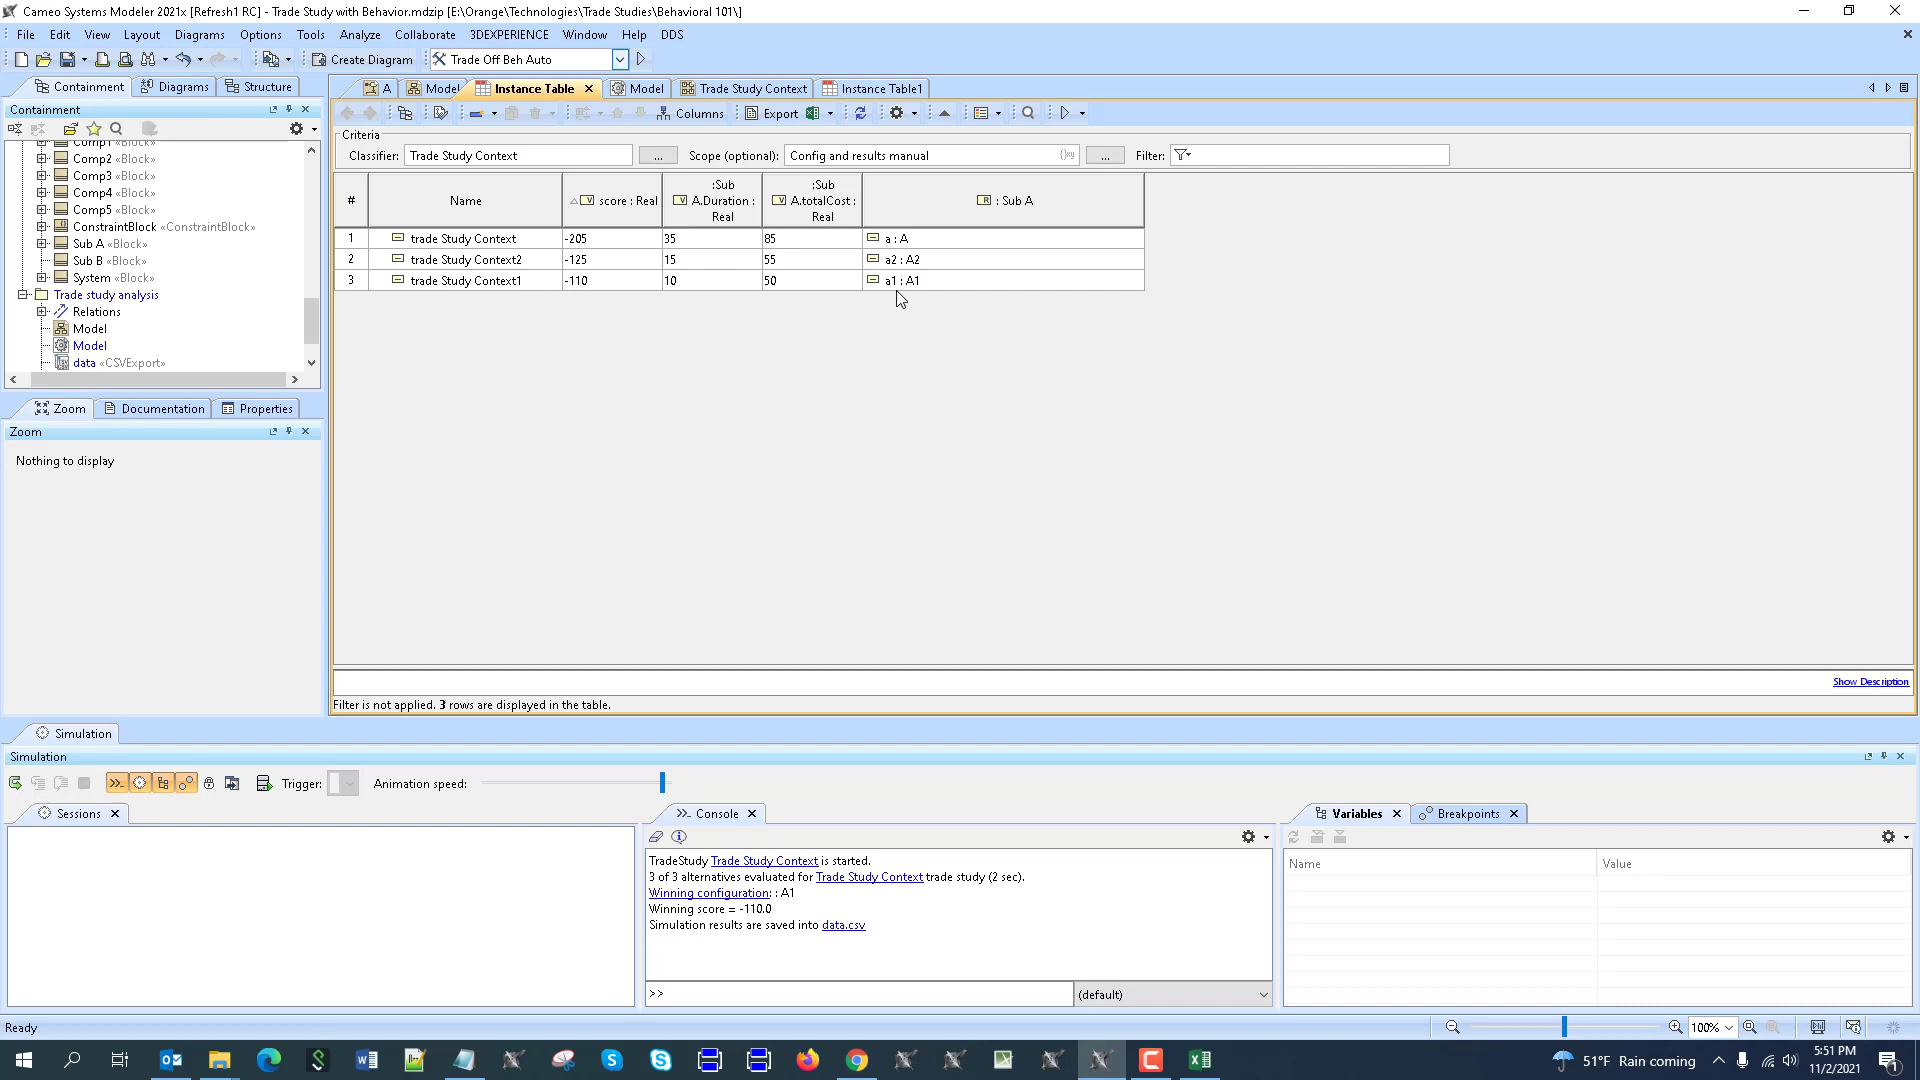 Cameo Systems Modeler 2021x [Refresh1 RC] - Trade Study with Behavior.mdzip [E:\Orange\Technologies\Trade Studies\Behavioral 101\]
File Edit View Layout Diagrams Options Tools Analyze Collaborate 3DEXPERIENCE Window Help DDS
Create Diagram Trade Off Beh Auto
Containment Diagrams Structure
A Model Instance Table Model Trade Study Context Instance Table1
Containment
Columns Export
Criteria
Classifier: Trade Study Context ... Scope (optional): Config and results manual ... Filter:
Comp1 «Block»
Comp2 «Block»
Comp3 «Block»
Comp4 «Block»
Comp5 «Block»
ConstraintBlock «ConstraintBlock»
Sub A «Block»
Sub B «Block»
System «Block»
Trade study analysis
Relations
Model
Model
data «CSVExport»
# Name score : Real :Sub A.Duration : Real :Sub A.totalCost : Real : Sub A
1 trade Study Context -205 35 85 a : A
2 trade Study Context2 -125 15 55 a2 : A2
3 trade Study Context1 -110 10 50 a1 : A1
Zoom Documentation Properties
Zoom
Nothing to display
Show Description
Filter is not applied. 3 rows are displayed in the table.
Simulation
Simulation
Trigger: Animation speed:
Sessions
Console
Variables Breakpoints
TradeStudy Trade Study Context is started.
3 of 3 alternatives evaluated for Trade Study Context trade study (2 sec).
Winning configuration: : A1
Winning score = -110.0
Simulation results are saved into data.csv
>> (default)
Name Value
Ready
100%
51°F Rain coming
5:51 PM
11/2/2021
1